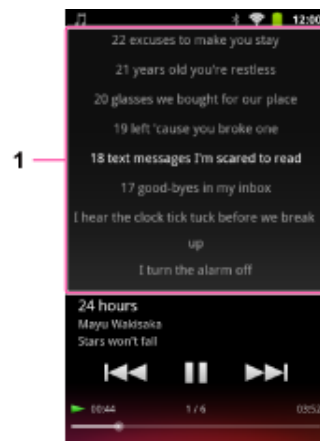 12:00
22 excuses to make you stay
21 years old you're restless
20 glasses we bought for our place
19 left 'cause you broke one
1
18 text messages I'm scared to read
17 good-byes in my inbox
I hear the clock tick tuck before we break
up
I turn the alarm off
24 hours
Mayu Wakisaka
Stars won't fall
00:44 1 / 6 03:52